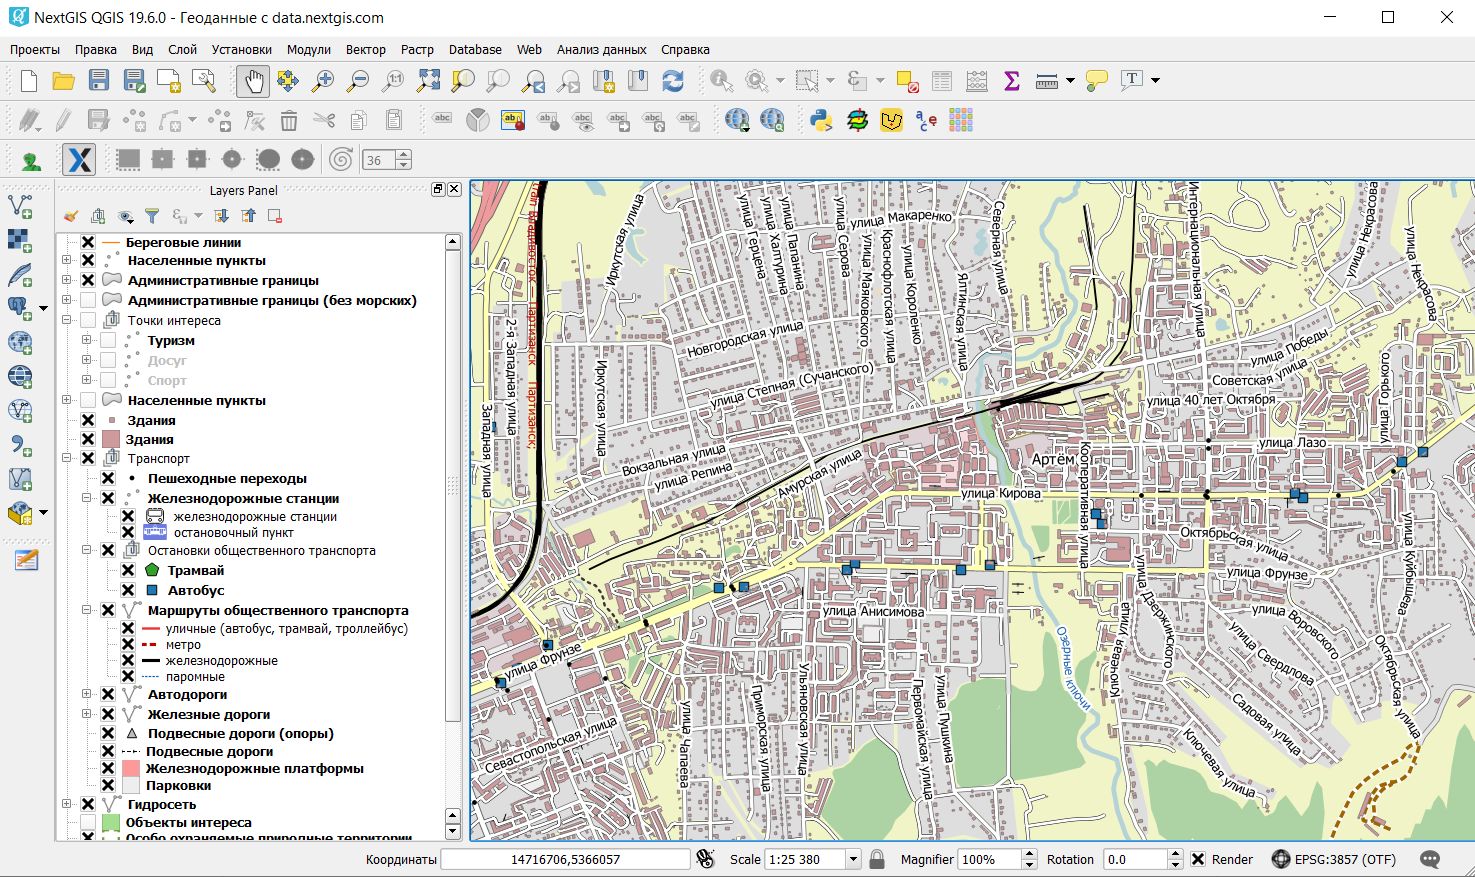 NextGIS QGIS 19.6.0 - Геоданные с data.nextgis.com
Проекты Правка Вид Слой Установки Модули Вектор Растр Database Web Анализ данных Справка
36
Layers Panel
Береговые линии
Населенные пункты
Административные границы
Административные границы (без морских)
Точки интереса
Туризм
Досуг
Спорт
Населенные пункты
Здания
Здания
Транспорт
Пешеходные переходы
Железнодорожные станции
железнодорожные станции
остановочный пункт
Остановки общественного транспорта
Трамвай
Автобус
Маршруты общественного транспорта
уличные (автобус, трамвай, троллейбус)
метро
железнодорожные
паромные
Автодороги
Железные дороги
Подвесные дороги (опоры)
Подвесные дороги
Железнодорожные платформы
Парковки
Гидросеть
Объекты интереса
Особо охраняемые природные территории
train Владивосток — Партизанск
Партизанск
Иркутская улица
улица Герцена
улица Халтурина
улица Папанина
улица Макаренко
улица Серова
улица Маяковского
Краснофлотская улица
улица Короленко
Северная улица
Ялтинская улица
Интернациональная улица
улица Некрасова
улица Некрасова
2-я Западная улица
Западная улица
Иркутская улица
Новгородская улица
улица Степная (Сучанского)
улица Победы
Советская улица
улица 40 лет Октября
улица Горького
улица Лазо
Вокзальная улица
улица Репина
Амурская улица
Артём
улица Кирова
Кооперативная улица
Октябрьская улица
улица Фрунзе
улица Куйбышева
улица Анисимова
улица Дзержинского
улица Воровского
улица Свердлова
Октябрьская улица
Озерные ключи
Ключевая улица
улица Фрунзе
Севастопольская улица
улица Чапаева
Приморская улица
Ульяновская улица
Первомайская улица
улица Пушкина
Садовая улица
Ключевая улица
Координаты 14716706,5366057 Scale 1:25 380 Magnifier 100% Rotation 0.0 Render EPSG:3857 (OTF)